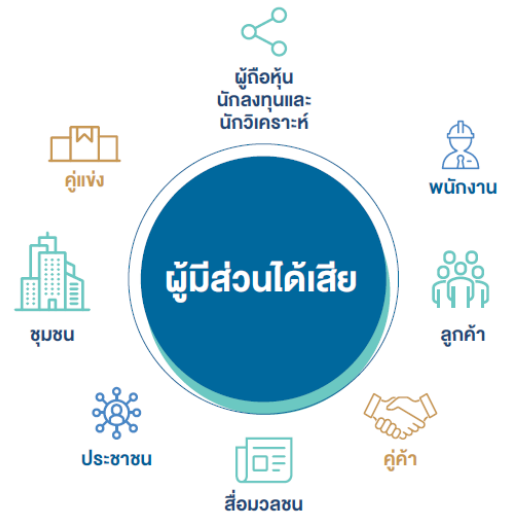 ผู้ถือหุ้น
นักลงทุนและ
นักวิเคราะห์
คู่แข่ง
พนักงาน
ผู้มีส่วนได้เสีย
ชุมชน
ลูกค้า
ประชาชน
คู่ค้า
สื่อมวลชน